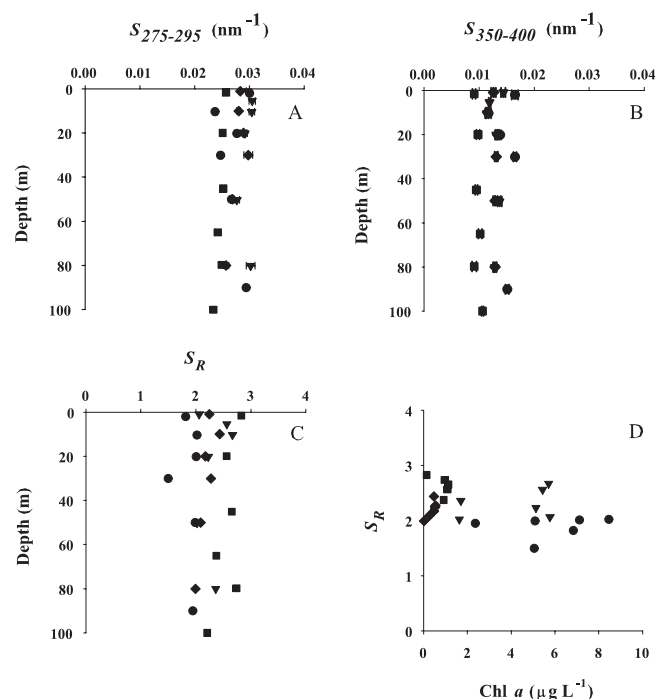 S275-295 (nm-1)
0.00 0.01 0.02 0.03 0.04
0
20
40
60
80
100
Depth (m)
A
S350-400 (nm-1)
0.00 0.01 0.02 0.03 0.04
0
20
40
60
80
100
Depth (m)
B
SR
0 1 2 3 4
0
20
40
60
80
100
Depth (m)
C
4
3
2
1
0
SR
D
0 2 4 6 8 10
Chl a (µg L-1)